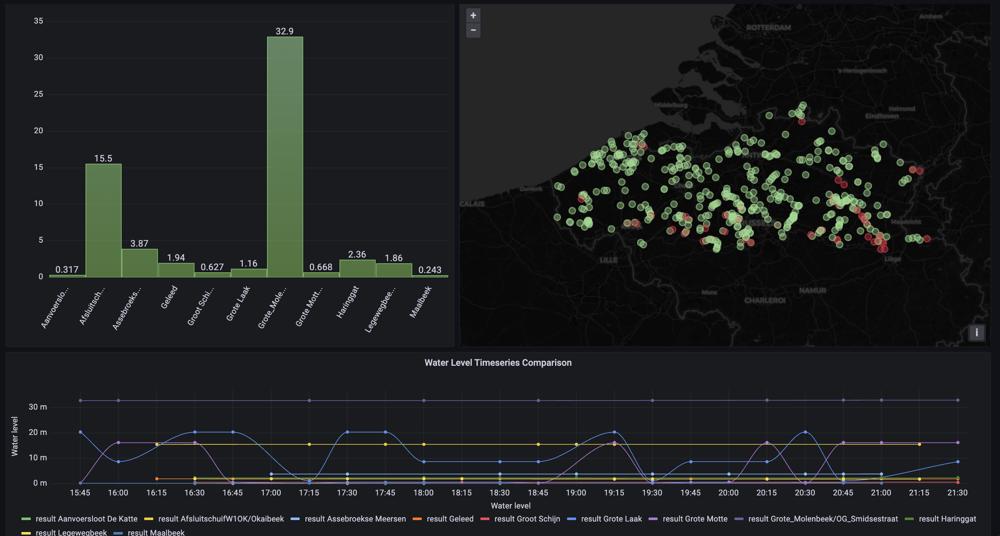 35
30
25
20
15
10
5
0
0.317
15.5
3.87
1.94
0.627
1.16
32.9
0.668
2.36
1.86
0.243
Aanvoerslo...
Afsluitsch...
Assebroeks...
Geleed
Groot Schi...
Grote Laak
Grote_Mole...
Grote Mott...
Haringgat
Legewegbee...
Maalbeek
+
−
Arnhem
ROTTERDAM
's-Hertogenbosch
Middelburg
Helmond
Eindhoven
Dunkirk
CALAIS
Maastricht
LILLE
Liège
Mons
NAMUR
CHARLEROI
i
Water Level Timeseries Comparison
Water level
30 m
20 m
10 m
0 m
15:45 16:00 16:15 16:30 16:45 17:00 17:15 17:30 17:45 18:00 18:15 18:30 18:45 19:00 19:15 19:30 19:45 20:00 20:15 20:30 20:45 21:00 21:15 21:30
Water level
result Aanvoersloot De Katte result AfsluitschuifW1OK/Okaibeek result Assebroekse Meersen result Geleed result Groot Schijn result Grote Laak result Grote Motte result Grote_Molenbeek/OG_Smidsestraat result Haringgat
result Legewegbeek result Maalbeek